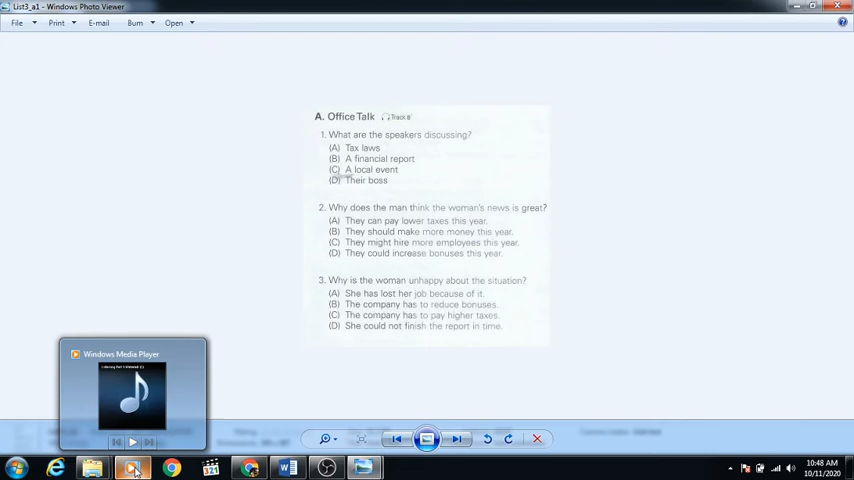 List3_a1 - Windows Photo Viewer
File Print E-mail Burn Open
A. Office Talk Track 8
1. What are the speakers discussing?
(A) Tax laws
(B) A financial report
(C) A local event
(D) Their boss
2. Why does the man think the woman's news is great?
(A) They can pay lower taxes this year.
(B) They should make more money this year.
(C) They might hire more employees this year.
(D) They could increase bonuses this year.
3. Why is the woman unhappy about the situation?
(A) She has lost her job because of it.
(B) The company has to reduce bonuses.
(C) The company has to pay higher taxes.
(D) She could not finish the report in time.
Windows Media Player
321
10:48 AM
10/11/2020